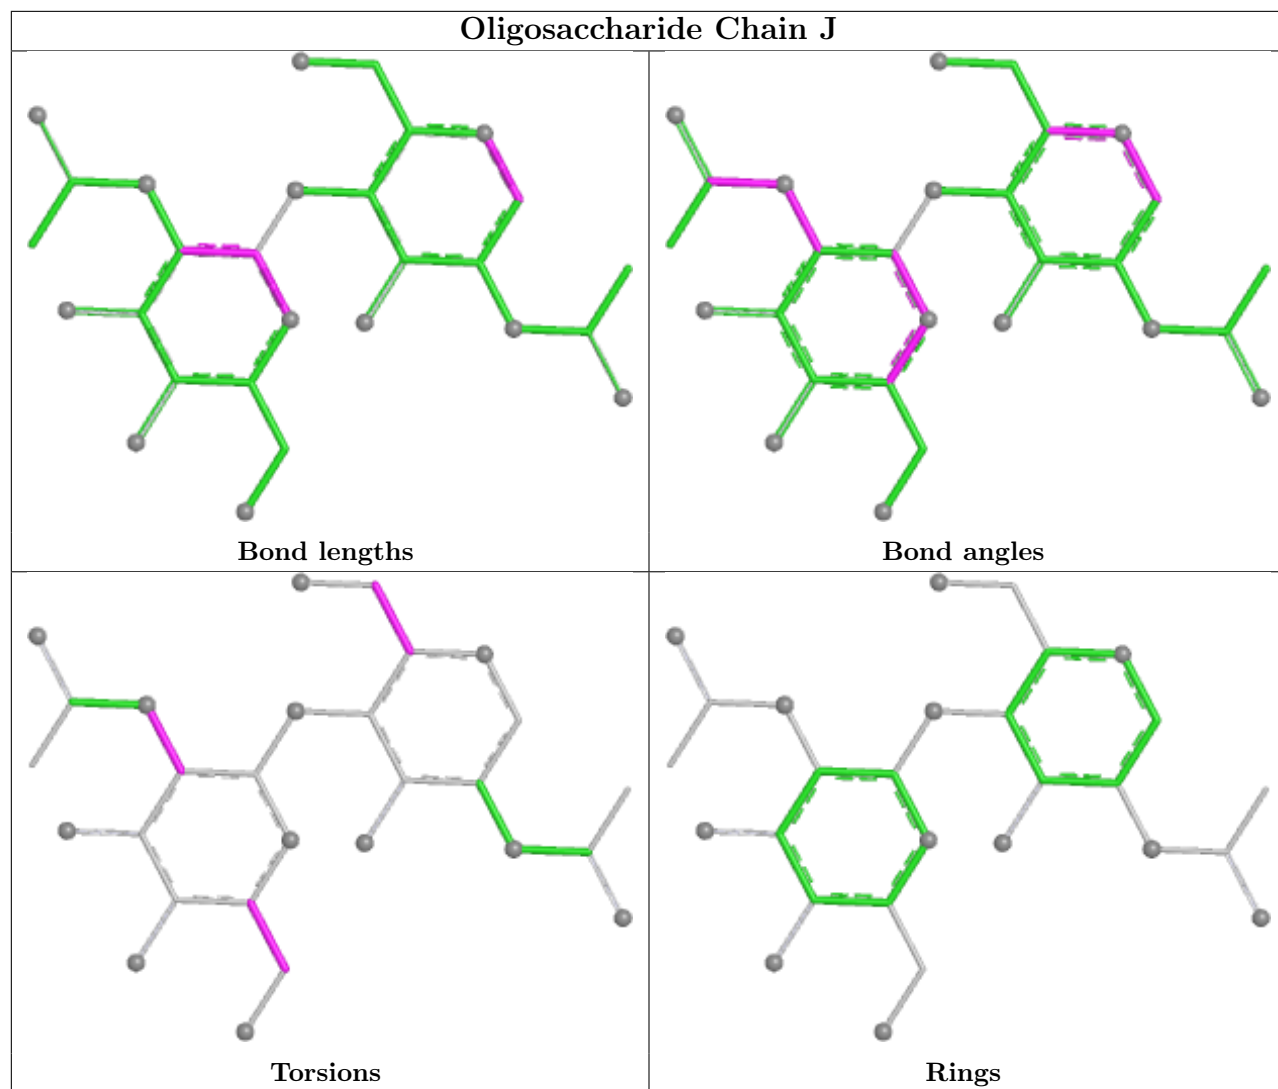 Oligosaccharide Chain J
Bond lengths
Bond angles
Torsions
Rings